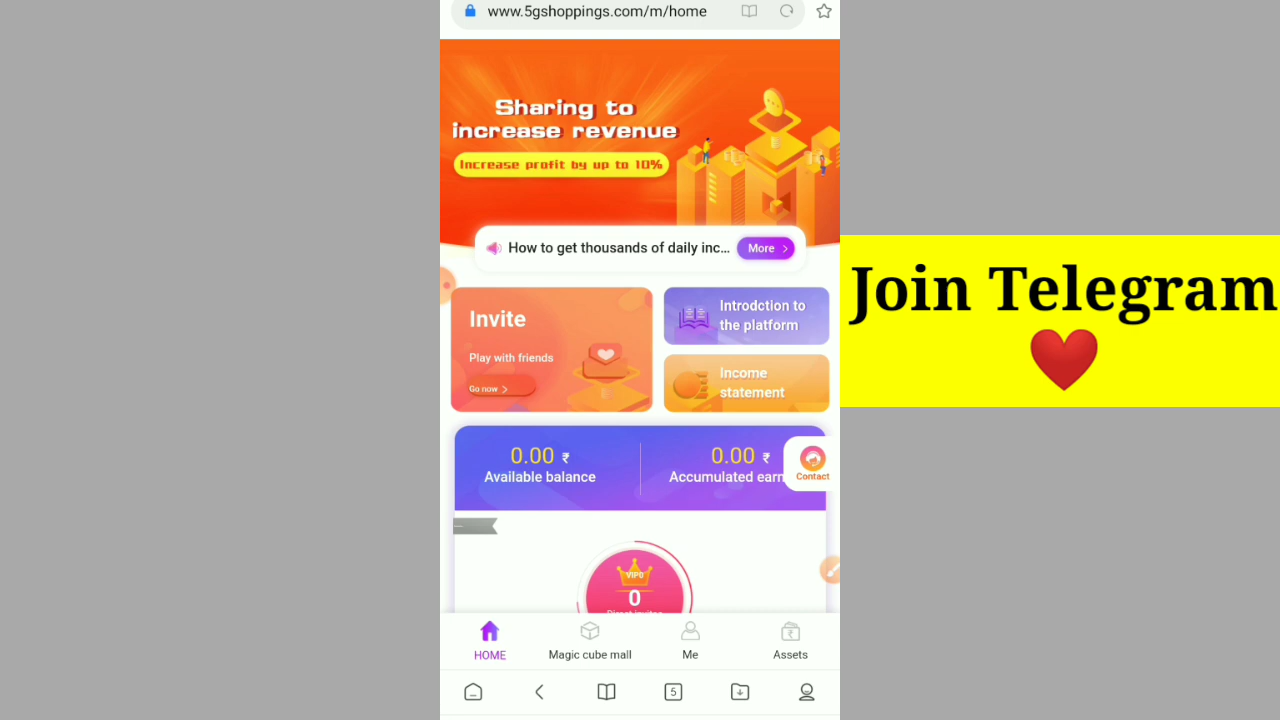 www.5gshoppings.com/m/home
Sharing to
increase revenue
Increase profit by up to 10%
How to get thousands of daily inc...
More
Invite
Play with friends
Go now
Introdction to
the platform
Income
statement
0.00 ₹
Available balance
0.00 ₹
Accumulated earn
Contact
VIP0
0
Direct invitee
HOME
Magic cube mall
Me
Assets
5
Join Telegram